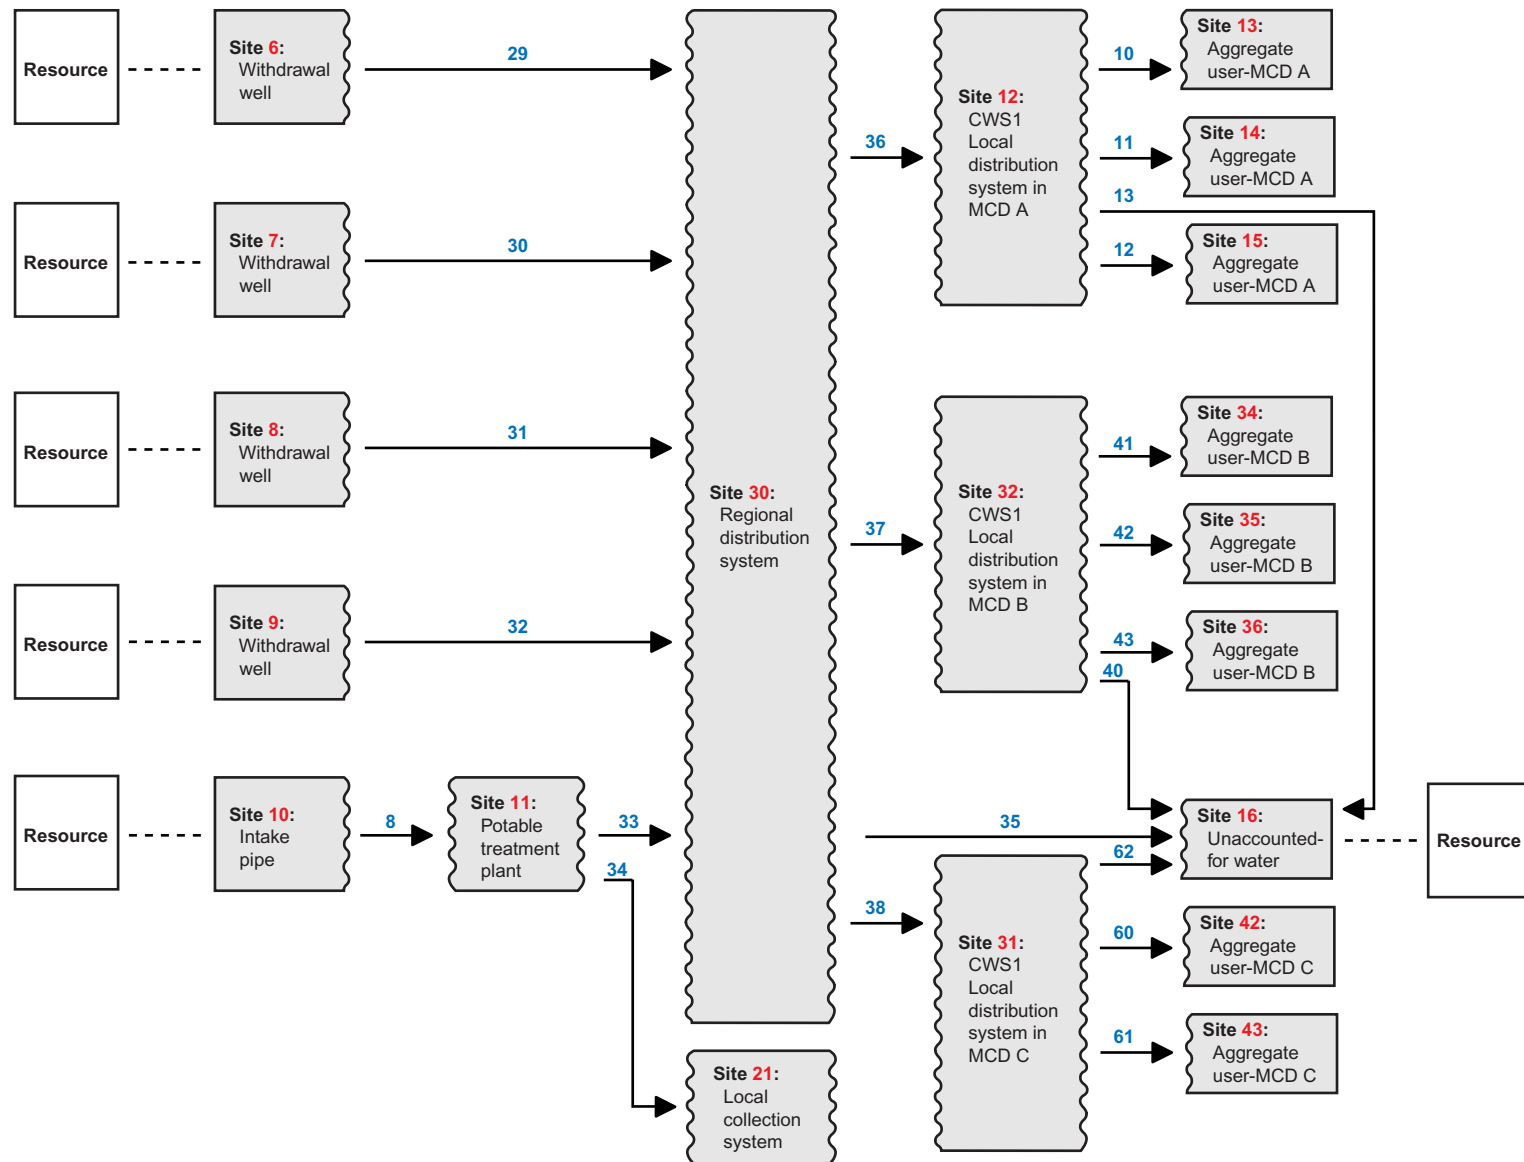 Resource
Site 6:
Withdrawal
well
29
Resource
Site 7:
Withdrawal
well
30
Resource
Site 8:
Withdrawal
well
31
Resource
Site 9:
Withdrawal
well
32
Resource
Site 10:
Intake
pipe
8
Site 11:
Potable
treatment
plant
33
34
Site 30:
Regional
distribution
system
Site 21:
Local
collection
system
36
37
35
38
Site 12:
CWS1
Local
distribution
system in
MCD A
10
11
13
12
Site 13:
Aggregate
user-MCD A
Site 14:
Aggregate
user-MCD A
Site 15:
Aggregate
user-MCD A
Site 32:
CWS1
Local
distribution
system in
MCD B
41
42
43
40
Site 34:
Aggregate
user-MCD B
Site 35:
Aggregate
user-MCD B
Site 36:
Aggregate
user-MCD B
Site 16:
Unaccounted-
for water
Resource
Site 31:
CWS1
Local
distribution
system in
MCD C
62
60
61
Site 42:
Aggregate
user-MCD C
Site 43:
Aggregate
user-MCD C